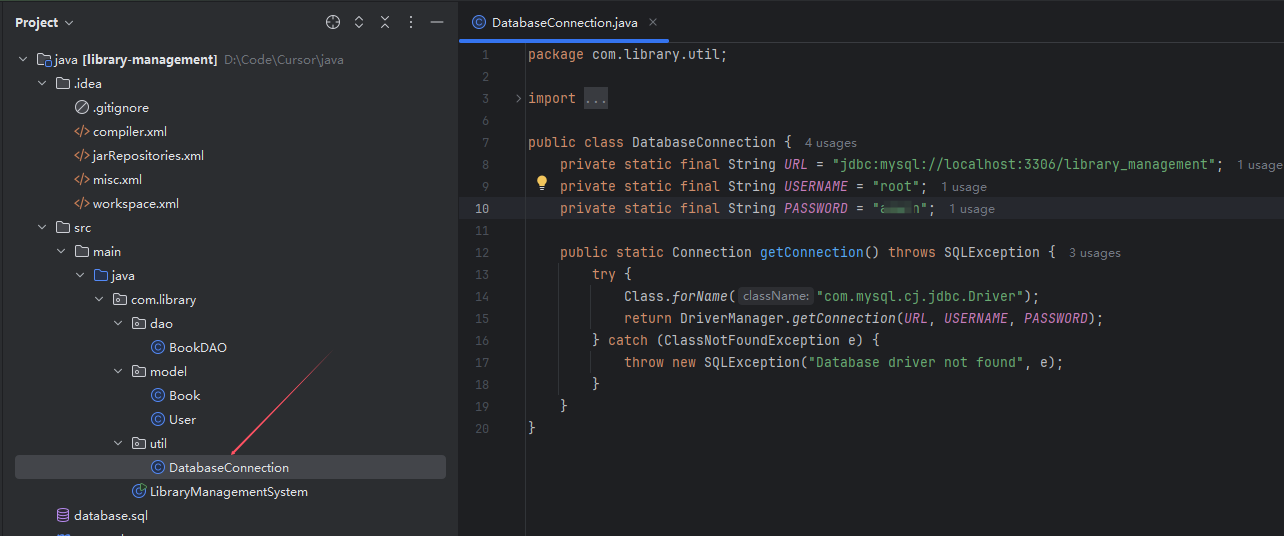 Project
java [library-management] D:\Code\Cursor\java
.idea
.gitignore
compiler.xml
jarRepositories.xml
misc.xml
workspace.xml
src
main
java
com.library
dao
BookDAO
model
Book
User
util
DatabaseConnection
LibraryManagementSystem
database.sql
DatabaseConnection.java
1 package com.library.util;
2
3 import ...
6
7 public class DatabaseConnection { 4 usages
8 private static final String URL = "jdbc:mysql://localhost:3306/library_management"; 1 usage
9 private static final String USERNAME = "root"; 1 usage
10 private static final String PASSWORD = ""; 1 usage
11
12 public static Connection getConnection() throws SQLException { 3 usages
13 try {
14 Class.forName( className: "com.mysql.cj.jdbc.Driver");
15 return DriverManager.getConnection(URL, USERNAME, PASSWORD);
16 } catch (ClassNotFoundException e) {
17 throw new SQLException("Database driver not found", e);
18 }
19 }
20 }